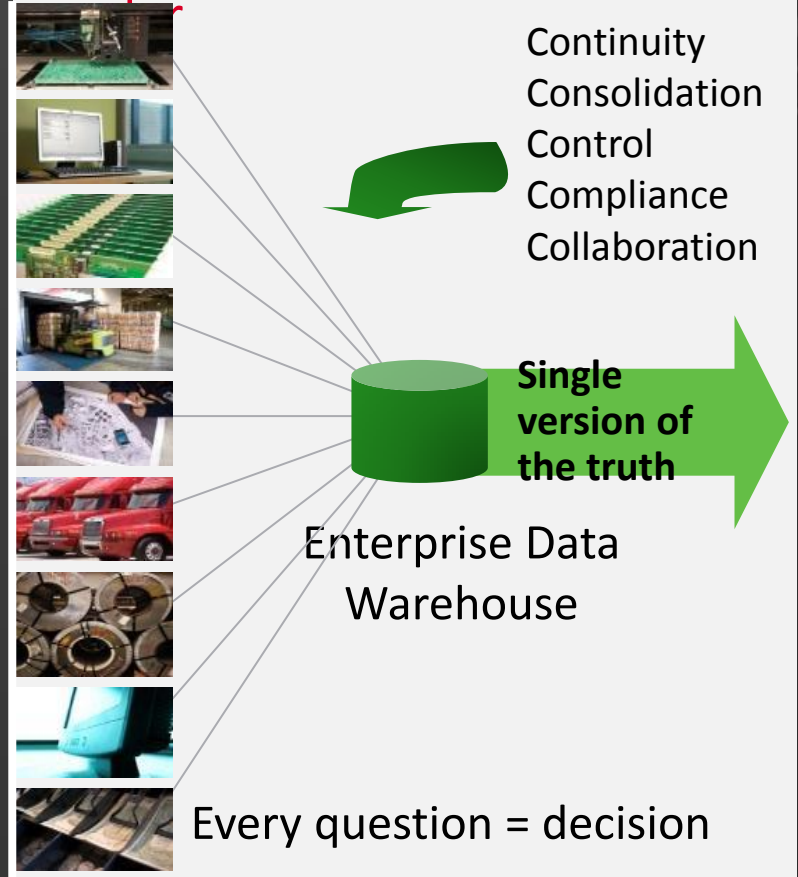 Continuity
Consolidation
Control
Compliance
Collaboration
Single
version of
the truth
Enterprise Data
Warehouse
Every question = decision